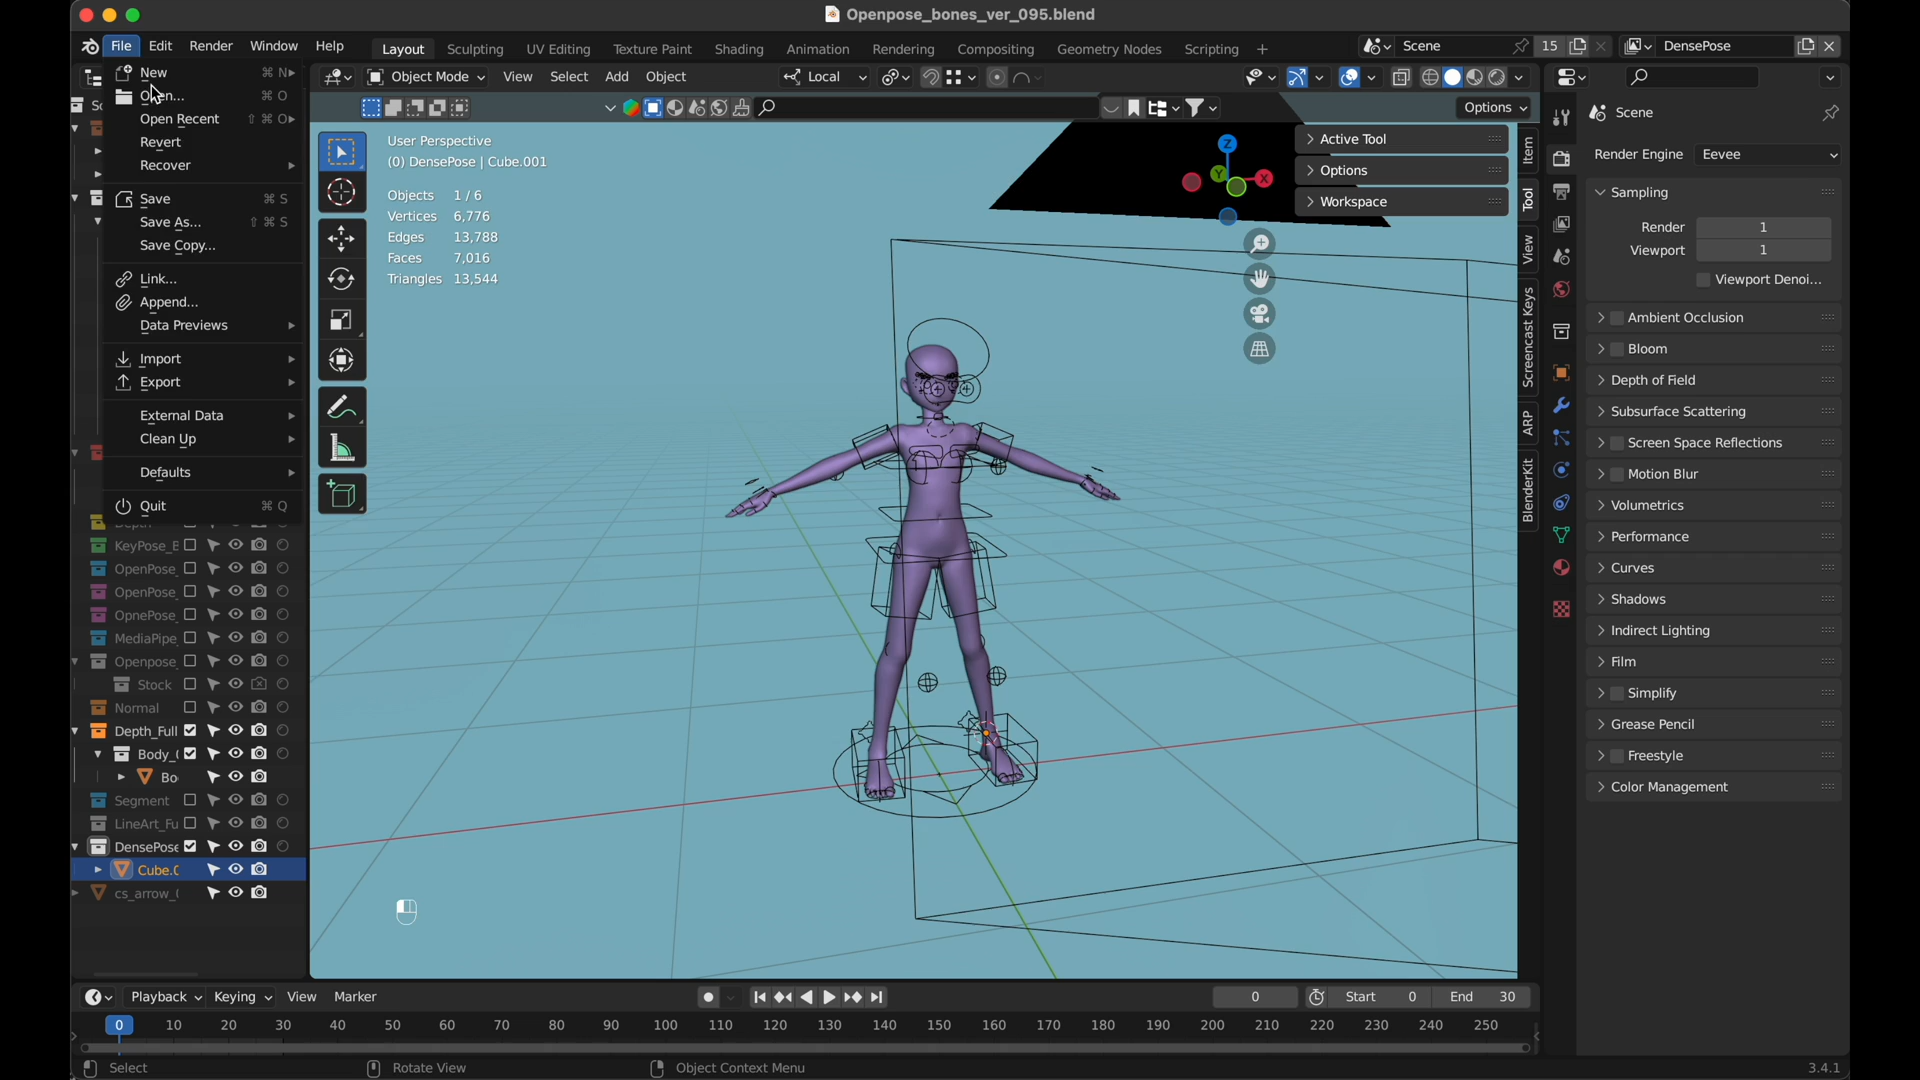 Openpose_bones_ver_095.blend
File Edit Render Window Help
Layout Sculpting UV Editing Texture Paint Shading Animation Rendering Compositing Geometry Nodes Scripting +
Scene 15 DensePose
Object Mode View Select Add Object
Local
Options
New ⌘ N
Open... ⌘ O
Open Recent ⇧ ⌘ O
Revert
Recover
Save ⌘ S
Save As... ⇧ ⌘ S
Save Copy...
Link...
Append...
Data Previews
Import
Export
External Data
Clean Up
Defaults
Quit ⌘ Q
Sc
Depth
KeyPose_B
OpenPose_
OpenPose_
OpnePose_
MediaPipe_
Openpose_
Stock
Normal
Depth_Full
Body_
Bo
Segment
LineArt_Fu
DensePose
Cube.0
cs_arrow_
User Perspective
(0) DensePose | Cube.001
Objects 1 / 6
Vertices 6,776
Edges 13,788
Faces 7,016
Triangles 13,544
Z
Y
X
Active Tool
Options
Workspace
Item
Tool
View
Screencast Keys
ARP
BlenderKit
Scene
Render Engine Eevee
Sampling
Render 1
Viewport 1
Viewport Denoi...
Ambient Occlusion
Bloom
Depth of Field
Subsurface Scattering
Screen Space Reflections
Motion Blur
Volumetrics
Performance
Curves
Shadows
Indirect Lighting
Film
Simplify
Grease Pencil
Freestyle
Color Management
Playback Keying View Marker
0 Start 0 End 30
0 10 20 30 40 50 60 70 80 90 100 110 120 130 140 150 160 170 180 190 200 210 220 230 240 250
Select Rotate View Object Context Menu 3.4.1